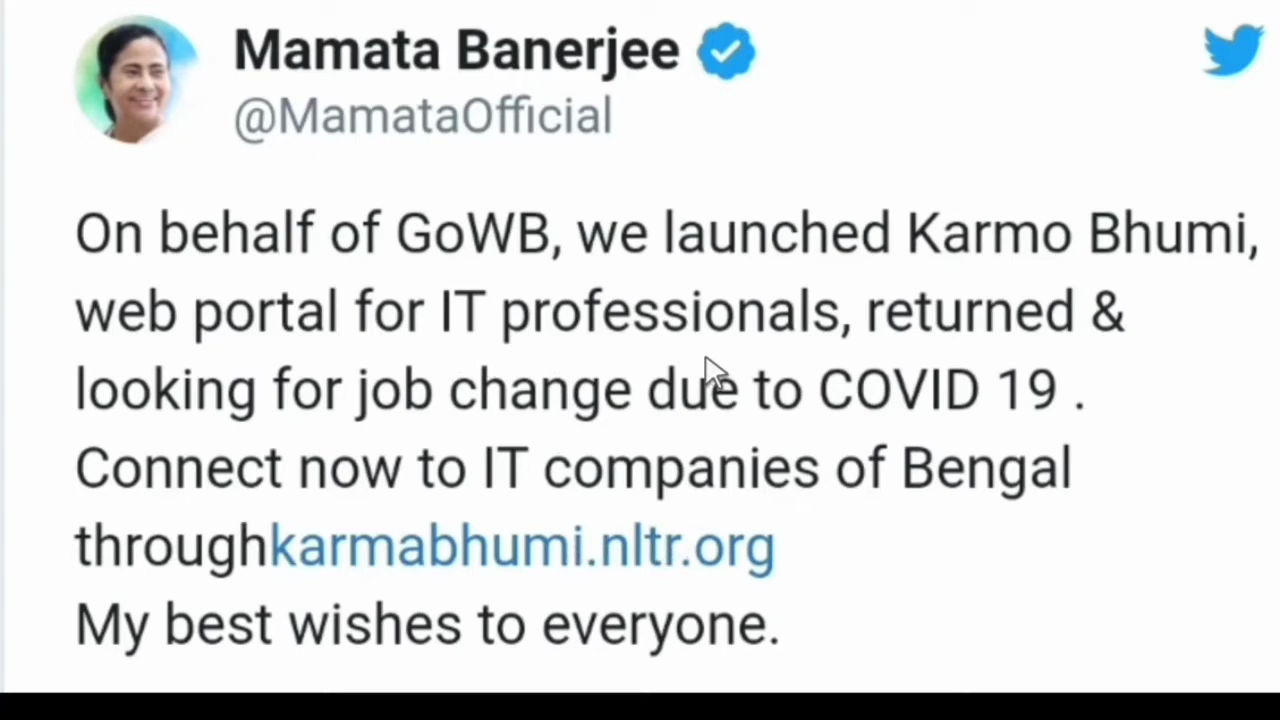 Mamata Banerjee
@MamataOfficial
On behalf of GoWB, we launched Karmo Bhumi,
web portal for IT professionals, returned &
looking for job change due to COVID 19 .
Connect now to IT companies of Bengal
throughkarmabhumi.nltr.org
My best wishes to everyone.